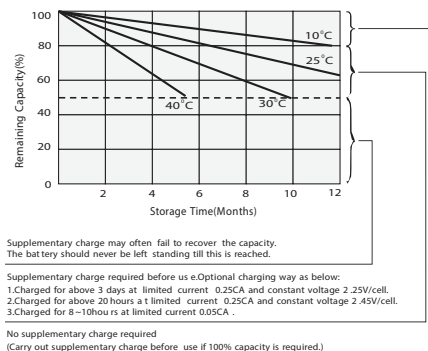 100
80
60
40
20
0
Remaining Capacity(%)
10°C
25°C
30°C
40°C
2 4 6 8 10 12
Storage Time(Months)
Supplementary charge may often fail to recover the capacity.
The battery should never be left standing till this is reached.
Supplementary charge required before us e.Optional charging way as below:
1.Charged for above 3 days at limited current 0.25CA and constant voltage 2 .25V/cell.
2.Charged for above 20 hours a t limited current 0.25CA and constant voltage 2 .45V/cell.
3.Charged for 8 ~10hou rs at limited current 0.05CA .
No supplementary charge required
(Carry out supplementary charge before use if 100% capacity is required.)